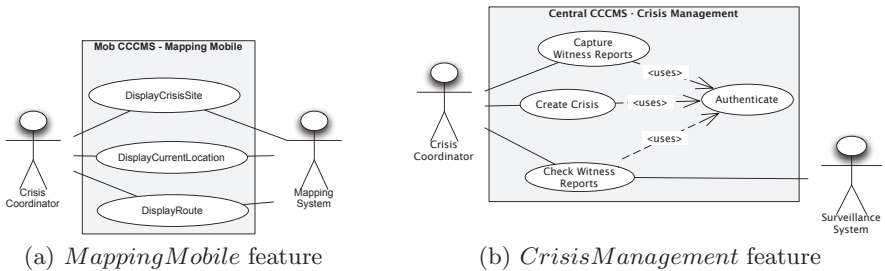 Mob CCCMS - Mapping Mobile
DisplayCrisisSite
DisplayCurrentLocation
DisplayRoute
Crisis
Coordinator
Mapping
System
(a) MappingMobile feature
Central CCCMS - Crisis Management
Capture
Witness Reports
<uses>
Create Crisis
<uses>
Authenticate
<uses>
Check Witness
Reports
Crisis
Coordinator
Surveillance
System
(b) CrisisManagement feature